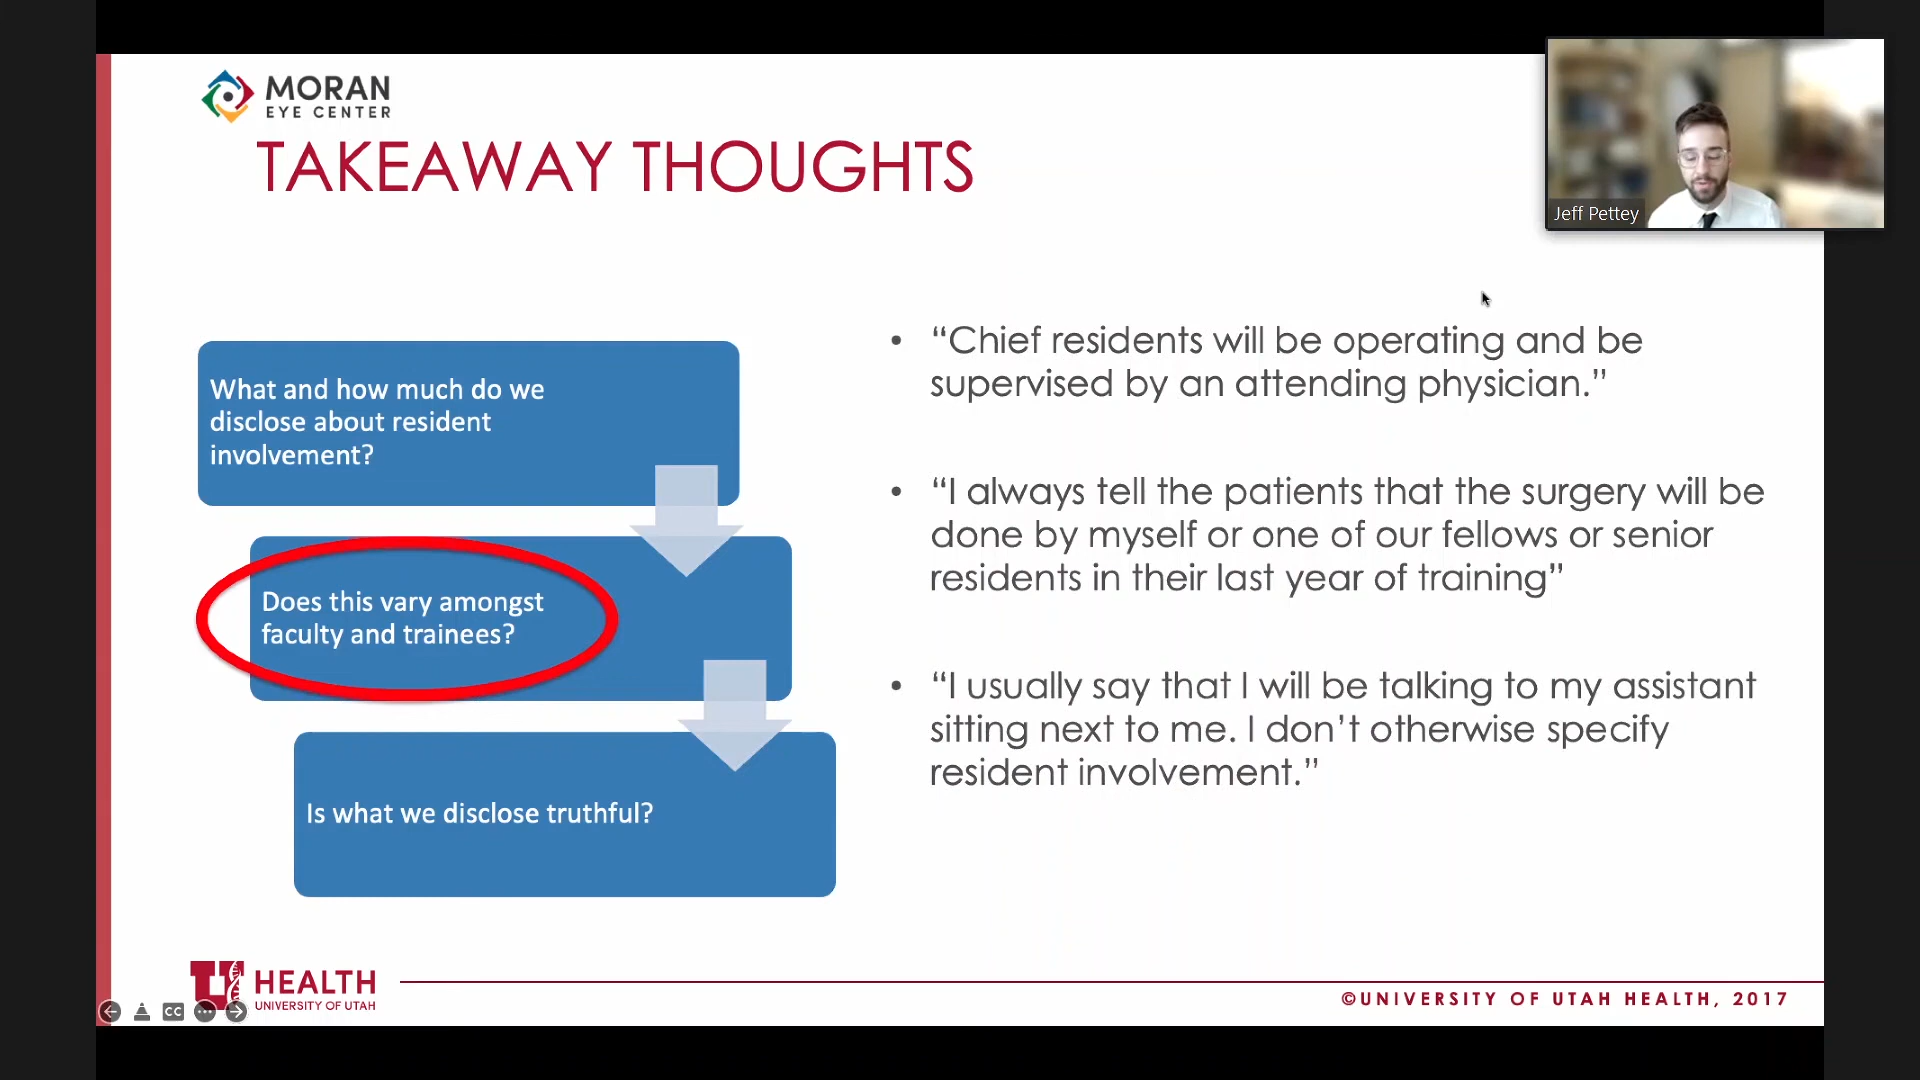 MORAN
EYE CENTER
TAKEAWAY THOUGHTS
Jeff Pettey
What and how much do we
disclose about resident
involvement?
Does this vary amongst
faculty and trainees?
Is what we disclose truthful?
• “Chief residents will be operating and be
supervised by an attending physician.”
• “I always tell the patients that the surgery will be
done by myself or one of our fellows or senior
residents in their last year of training”
• “I usually say that I will be talking to my assistant
sitting next to me. I don’t otherwise specify
resident involvement.”
U HEALTH
UNIVERSITY OF UTAH
©UNIVERSITY OF UTAH HEALTH, 2017
CC